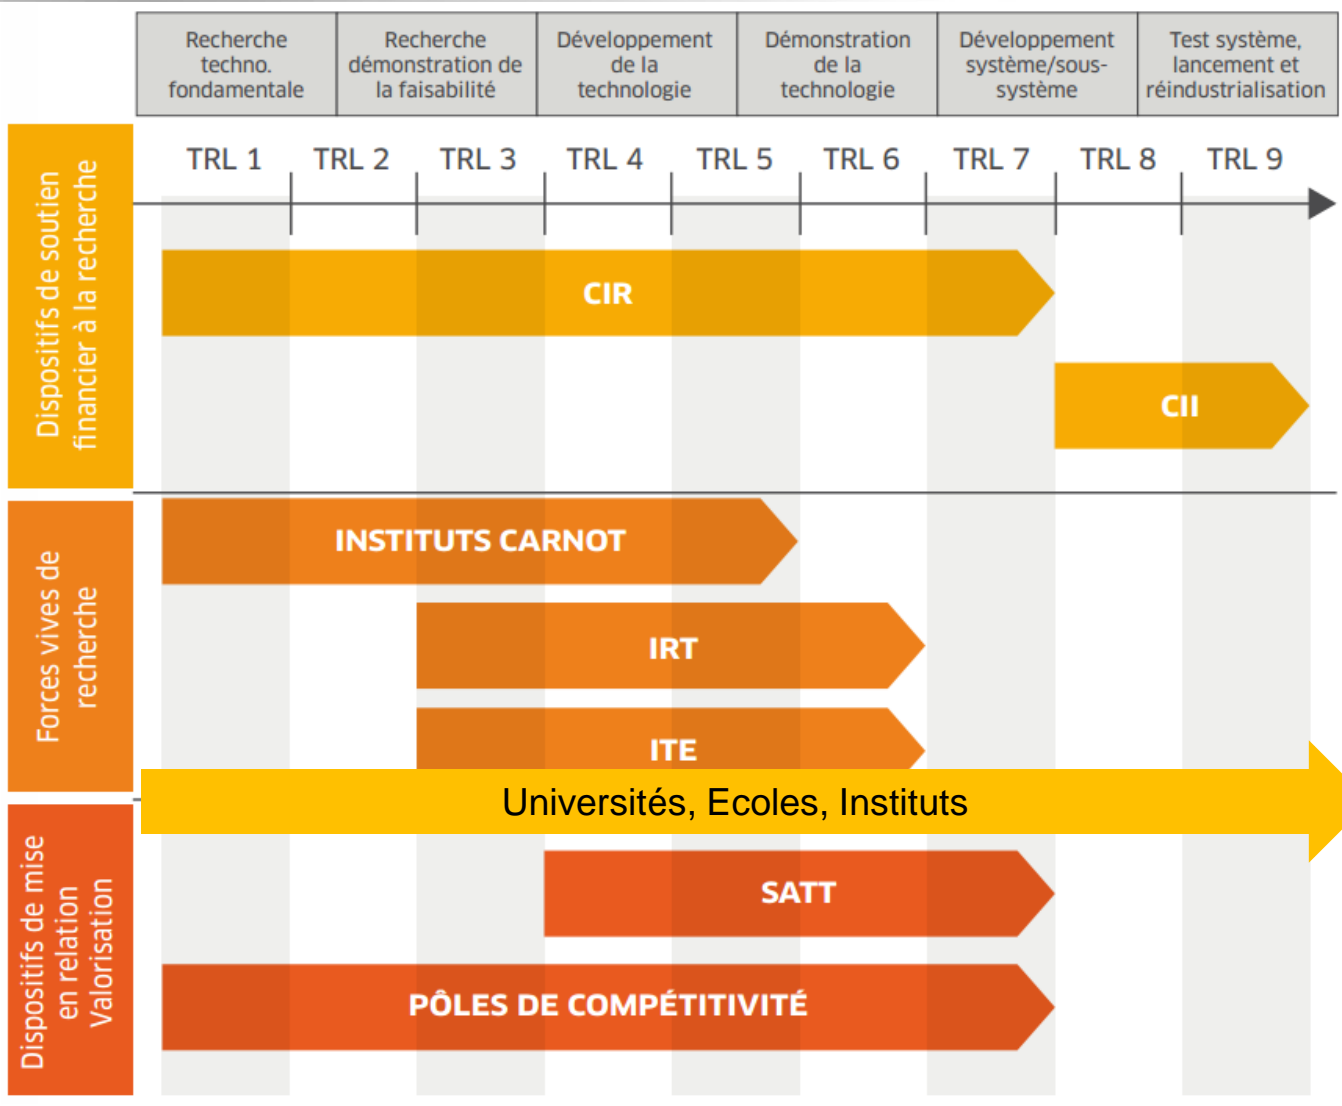 Recherche
techno.
fondamentale
Recherche
démonstration de
la faisabilité
Développement
de la
technologie
Démonstration
de la
technologie
Développement
système/sous-
système
Test système,
lancement et
réindustrialisation
Dispositifs de soutien
financier à la recherche
TRL 1
TRL 2
TRL 3
TRL 4
TRL 5
TRL 6
TRL 7
TRL 8
TRL 9
CIR
CII
Forces vives de
recherche
INSTITUTS CARNOT
IRT
ITE
Universités, Ecoles, Instituts
Dispositifs de mise
en relation
Valorisation
SATT
PÔLES DE COMPÉTITIVITÉ